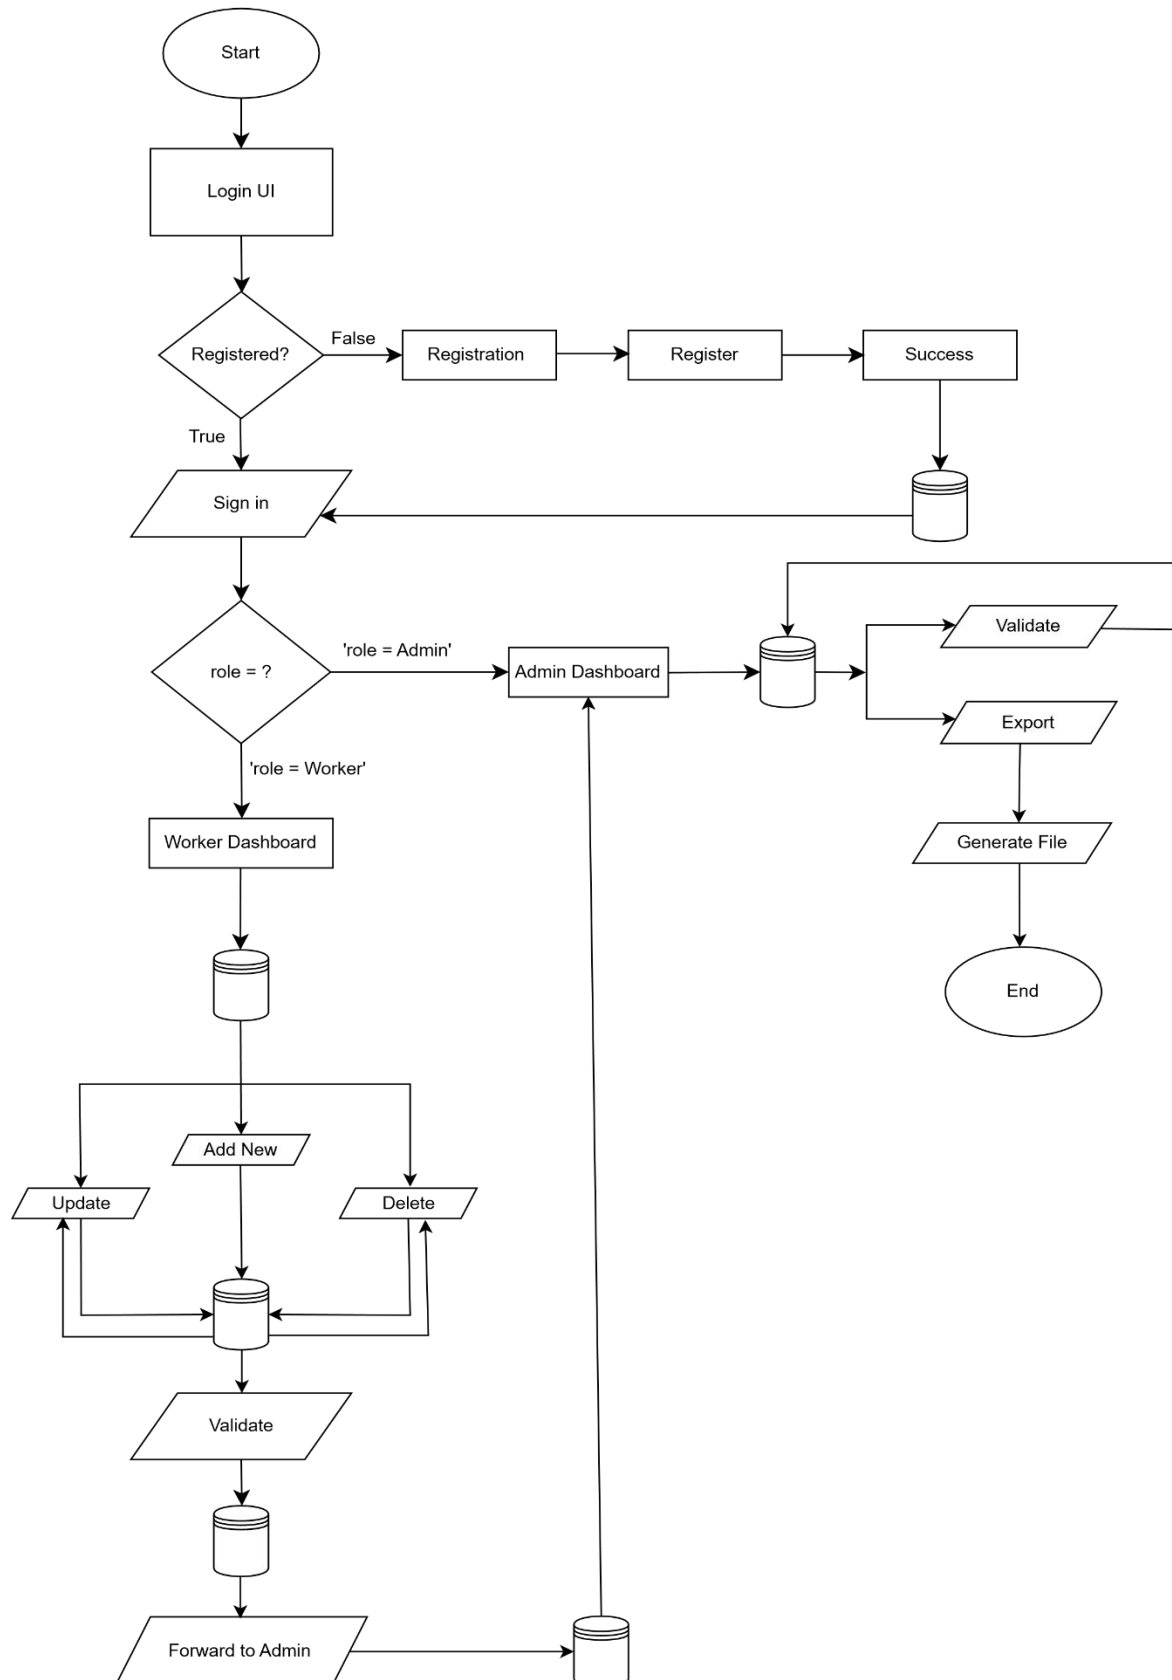 Start
Login UI
Registered?
False
Registration
Register
Success
True
Sign in
role = ?
'role = Admin'
Admin Dashboard
Validate
Export
'role = Worker'
Worker Dashboard
Generate File
End
Add New
Update
Delete
Validate
Forward to Admin